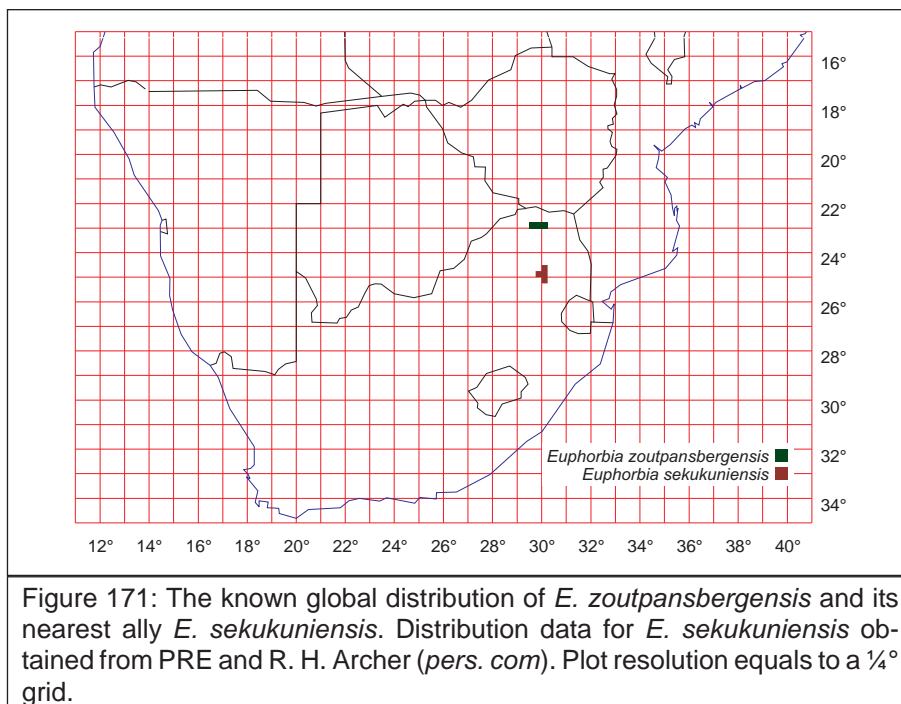 16°
18°
20°
22°
24°
26°
28°
30°
Euphorbia zoutpansbergensis
32°
Euphorbia sekukuniensis
34°
12° 14° 16° 18° 20° 22° 24° 26° 28° 30° 32° 34° 36° 38° 40°
Figure 171: The known global distribution of E. zoutpansbergensis and its
nearest ally E. sekukuniensis. Distribution data for E. sekukuniensis ob-
tained from PRE and R. H. Archer (pers. com). Plot resolution equals to a ¼°
grid.